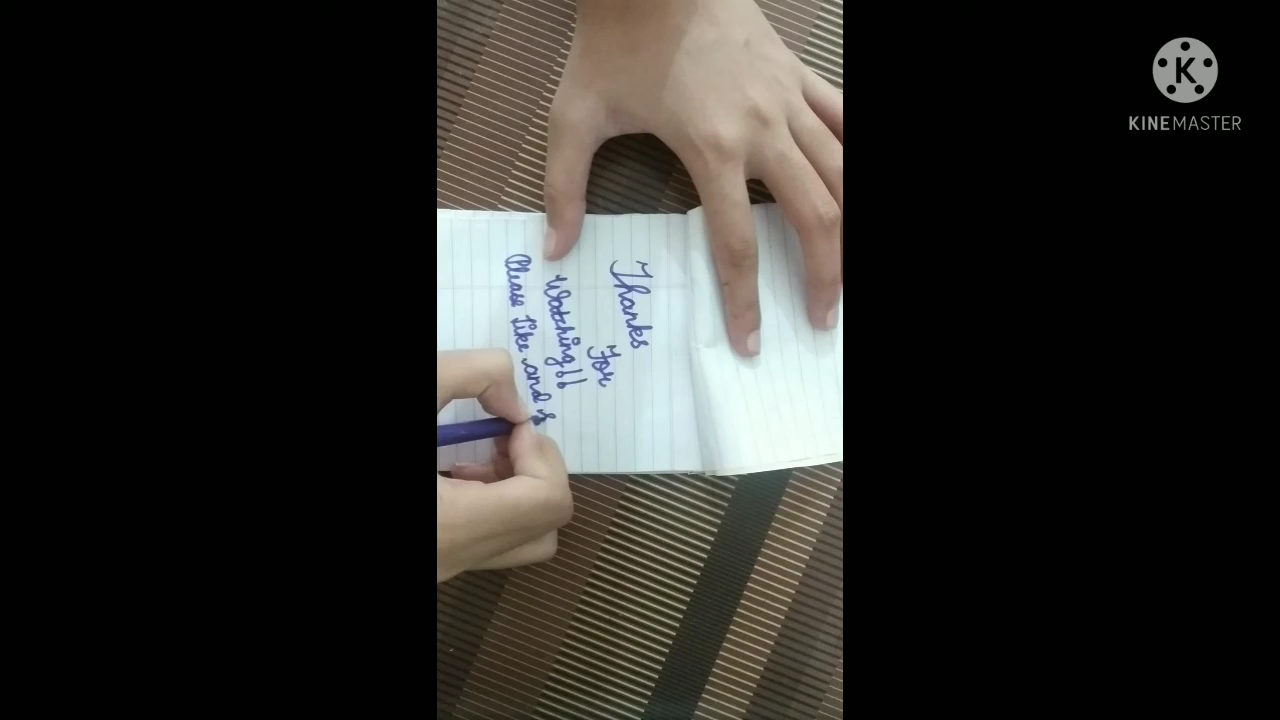 Thanks
For
Watching!!
Please like and s
KINEMASTER